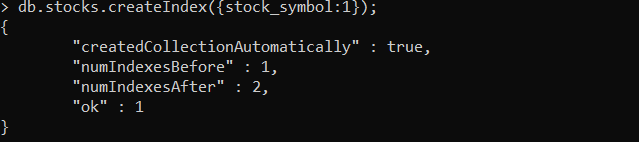 > db.stocks.createIndex({stock_symbol:1});
{
        "createdCollectionAutomatically" : true,
        "numIndexesBefore" : 1,
        "numIndexesAfter" : 2,
        "ok" : 1
}